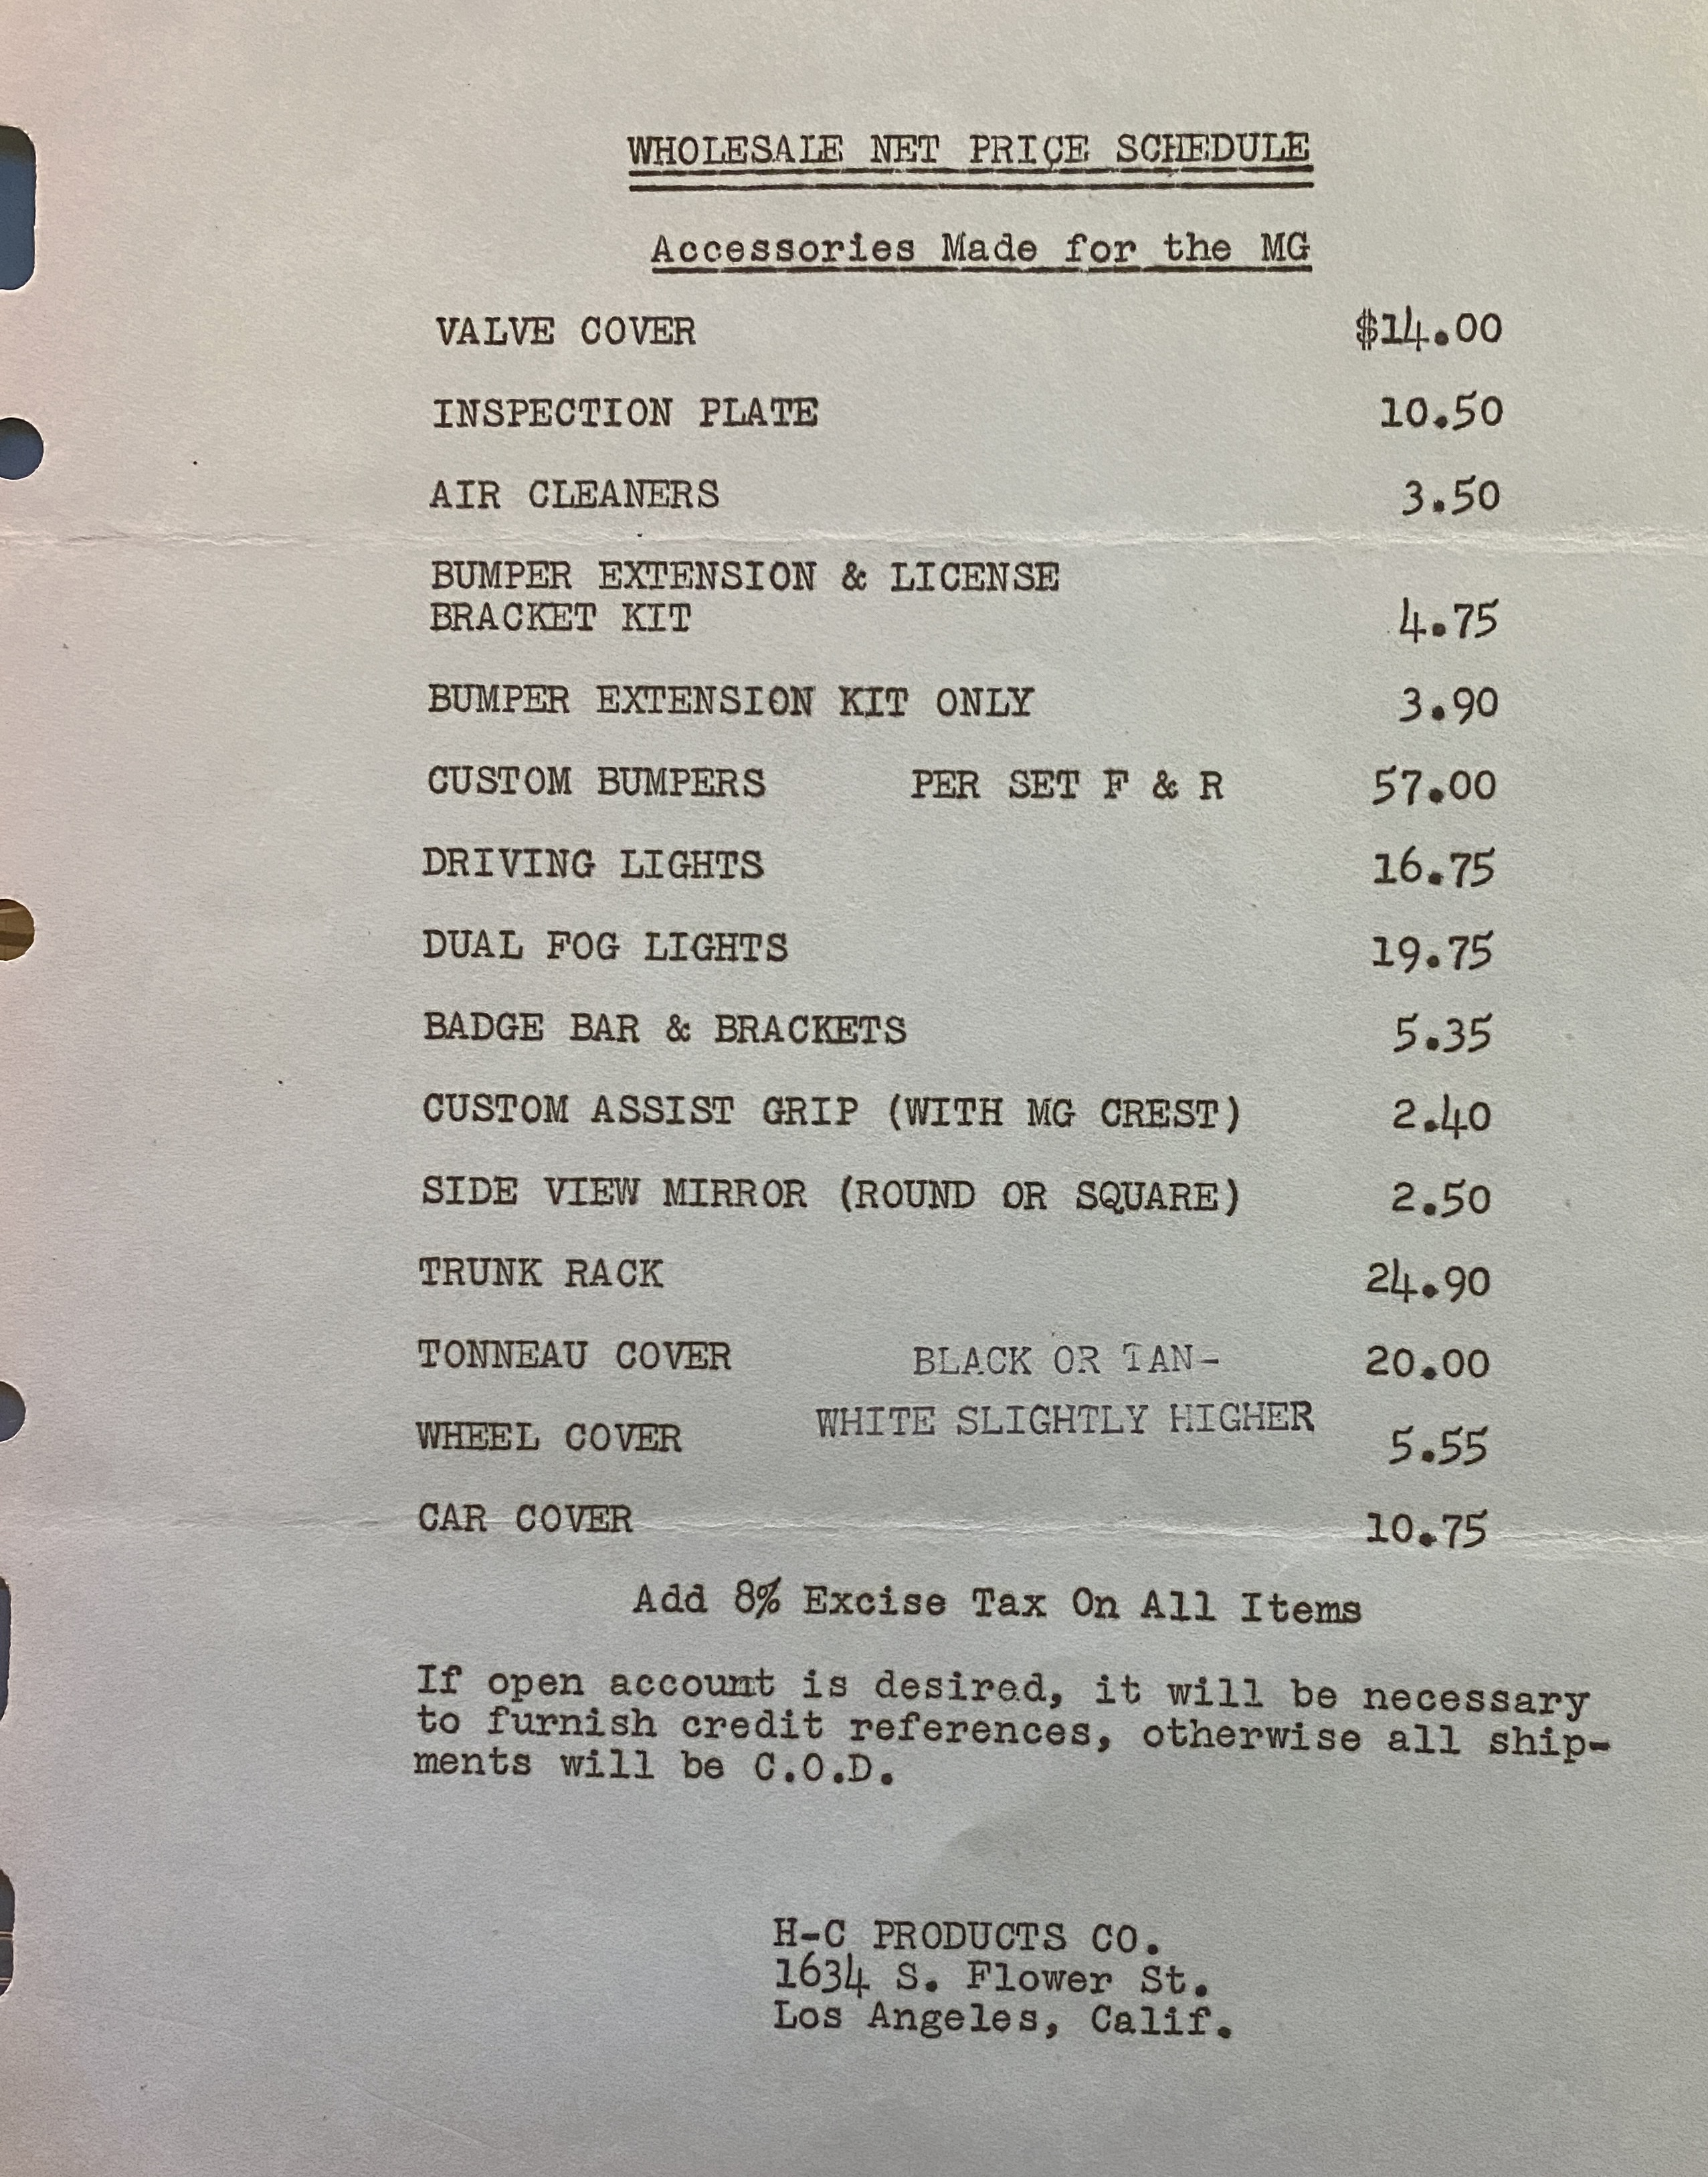 WHOLESALE NET PRICE SCHEDULE
Accessories Made for the MG
VALVE COVER $14.00
INSPECTION PLATE 10.50
AIR CLEANERS 3.50
BUMPER EXTENSION & LICENSE
BRACKET KIT 4.75
BUMPER EXTENSION KIT ONLY 3.90
CUSTOM BUMPERS PER SET F & R 57.00
DRIVING LIGHTS 16.75
DUAL FOG LIGHTS 19.75
BADGE BAR & BRACKETS 5.35
CUSTOM ASSIST GRIP (WITH MG CREST) 2.40
SIDE VIEW MIRROR (ROUND OR SQUARE) 2.50
TRUNK RACK 24.90
TONNEAU COVER BLACK OR TAN- 20.00
WHITE SLIGHTLY HIGHER
WHEEL COVER 5.55
CAR COVER 10.75
Add 8% Excise Tax On All Items
If open account is desired, it will be necessary
to furnish credit references, otherwise all ship-
ments will be C.O.D.
H-C PRODUCTS CO.
1634 S. Flower St.
Los Angeles, Calif.